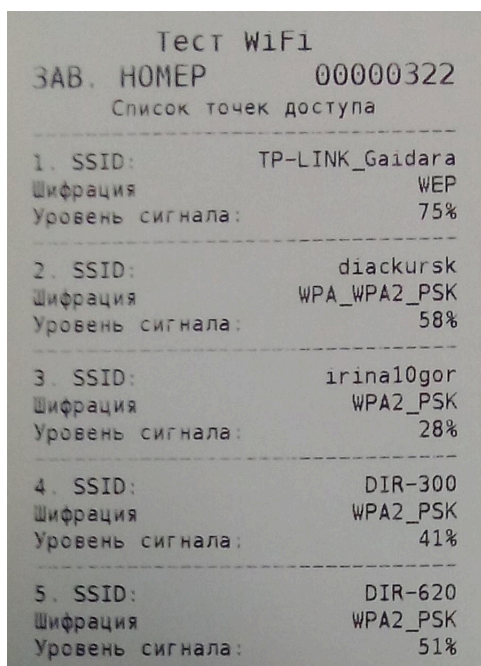 Тест WiFi
ЗАВ. НОМЕР 00000322
Список точек доступа
1. SSID: TP-LINK_Gaidara
Шифрация WEP
Уровень сигнала: 75%
2. SSID: diackursk
Шифрация WPA_WPA2_PSK
Уровень сигнала: 58%
3. SSID: irina10gor
Шифрация WPA2_PSK
Уровень сигнала: 28%
4. SSID: DIR-300
Шифрация WPA2_PSK
Уровень сигнала: 41%
5. SSID: DIR-620
Шифрация WPA2_PSK
Уровень сигнала: 51%